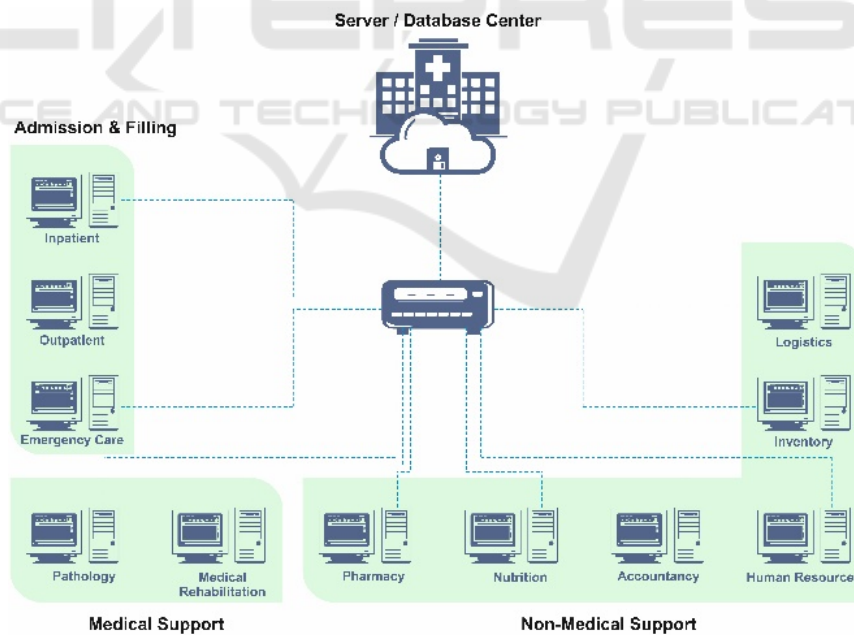 Server / Database Center
Admission & Filling
Inpatient
Outpatient
Emergency Care
Logistics
Inventory
Pathology
Medical
Rehabilitation
Pharmacy
Nutrition
Accountancy
Human Resource
Medical Support
Non-Medical Support